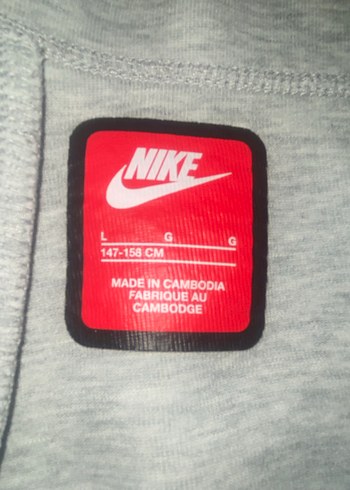 NIKE
L G G
147-158 CM
MADE IN CAMBODIA
FABRIQUE AU
CAMBODGE